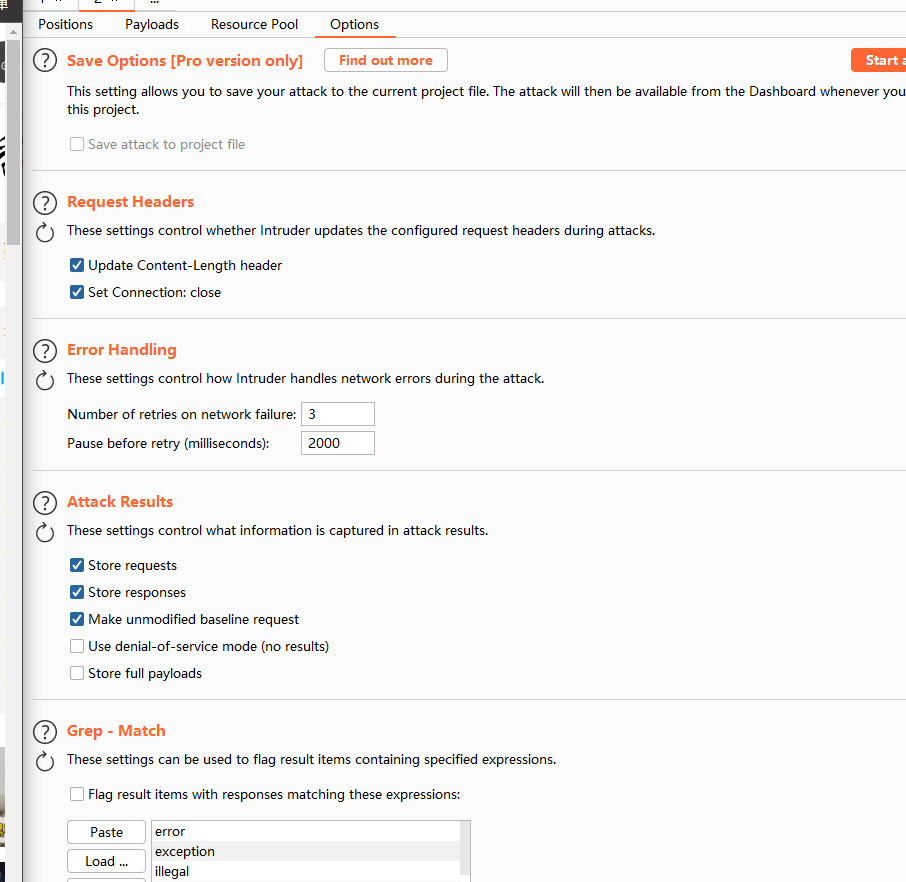 Positions Payloads Resource Pool Options
Save Options [Pro version only] Find out more Start
This setting allows you to save your attack to the current project file. The attack will then be available from the Dashboard whenever you
this project.
Save attack to project file
Request Headers
These settings control whether Intruder updates the configured request headers during attacks.
Update Content-Length header
Set Connection: close
Error Handling
These settings control how Intruder handles network errors during the attack.
Number of retries on network failure: 3
Pause before retry (milliseconds): 2000
Attack Results
These settings control what information is captured in attack results.
Store requests
Store responses
Make unmodified baseline request
Use denial-of-service mode (no results)
Store full payloads
Grep - Match
These settings can be used to flag result items containing specified expressions.
Flag result items with responses matching these expressions:
Paste error
exception
Load ... illegal